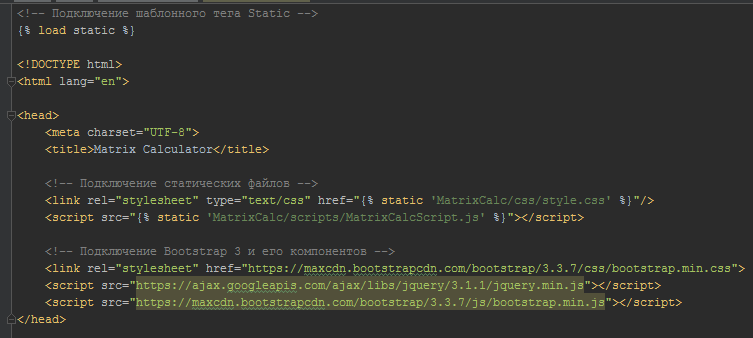 <!-- Подключение шаблонного тега Static -->
{% load static %}
<!DOCTYPE html>
<html lang="en">
<head>
<meta charset="UTF-8">
<title>Matrix Calculator</title>
<!-- Подключение статических файлов -->
<link rel="stylesheet" type="text/css" href="{% static 'MatrixCalc/css/style.css' %}"/>
<script src="{% static 'MatrixCalc/scripts/MatrixCalcScript.js' %}"></script>
<!-- Подключение Bootstrap 3 и его компонентов -->
<link rel="stylesheet" href="https://maxcdn.bootstrapcdn.com/bootstrap/3.3.7/css/bootstrap.min.css">
<script src="https://ajax.googleapis.com/ajax/libs/jquery/3.1.1/jquery.min.js"></script>
<script src="https://maxcdn.bootstrapcdn.com/bootstrap/3.3.7/js/bootstrap.min.js"></script>
</head>